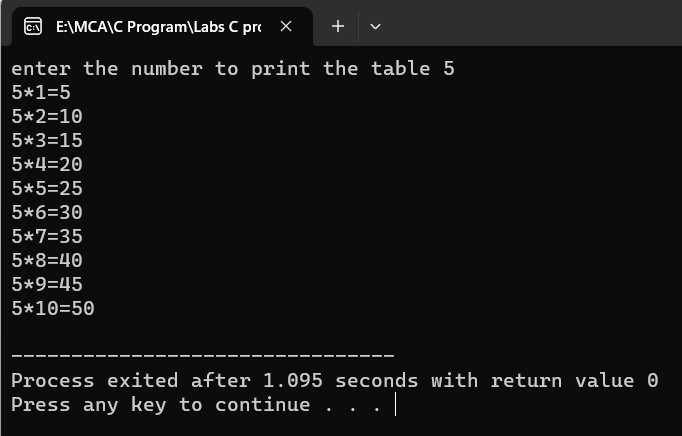 E:\MCA\C Program\Labs C pr
enter the number to print the table 5
5*1=5
5*2=10
5*3=15
5*4=20
5*5=25
5*6=30
5*7=35
5*8=40
5*9=45
5*10=50
--------------------------------
Process exited after 1.095 seconds with return value 0
Press any key to continue . . .